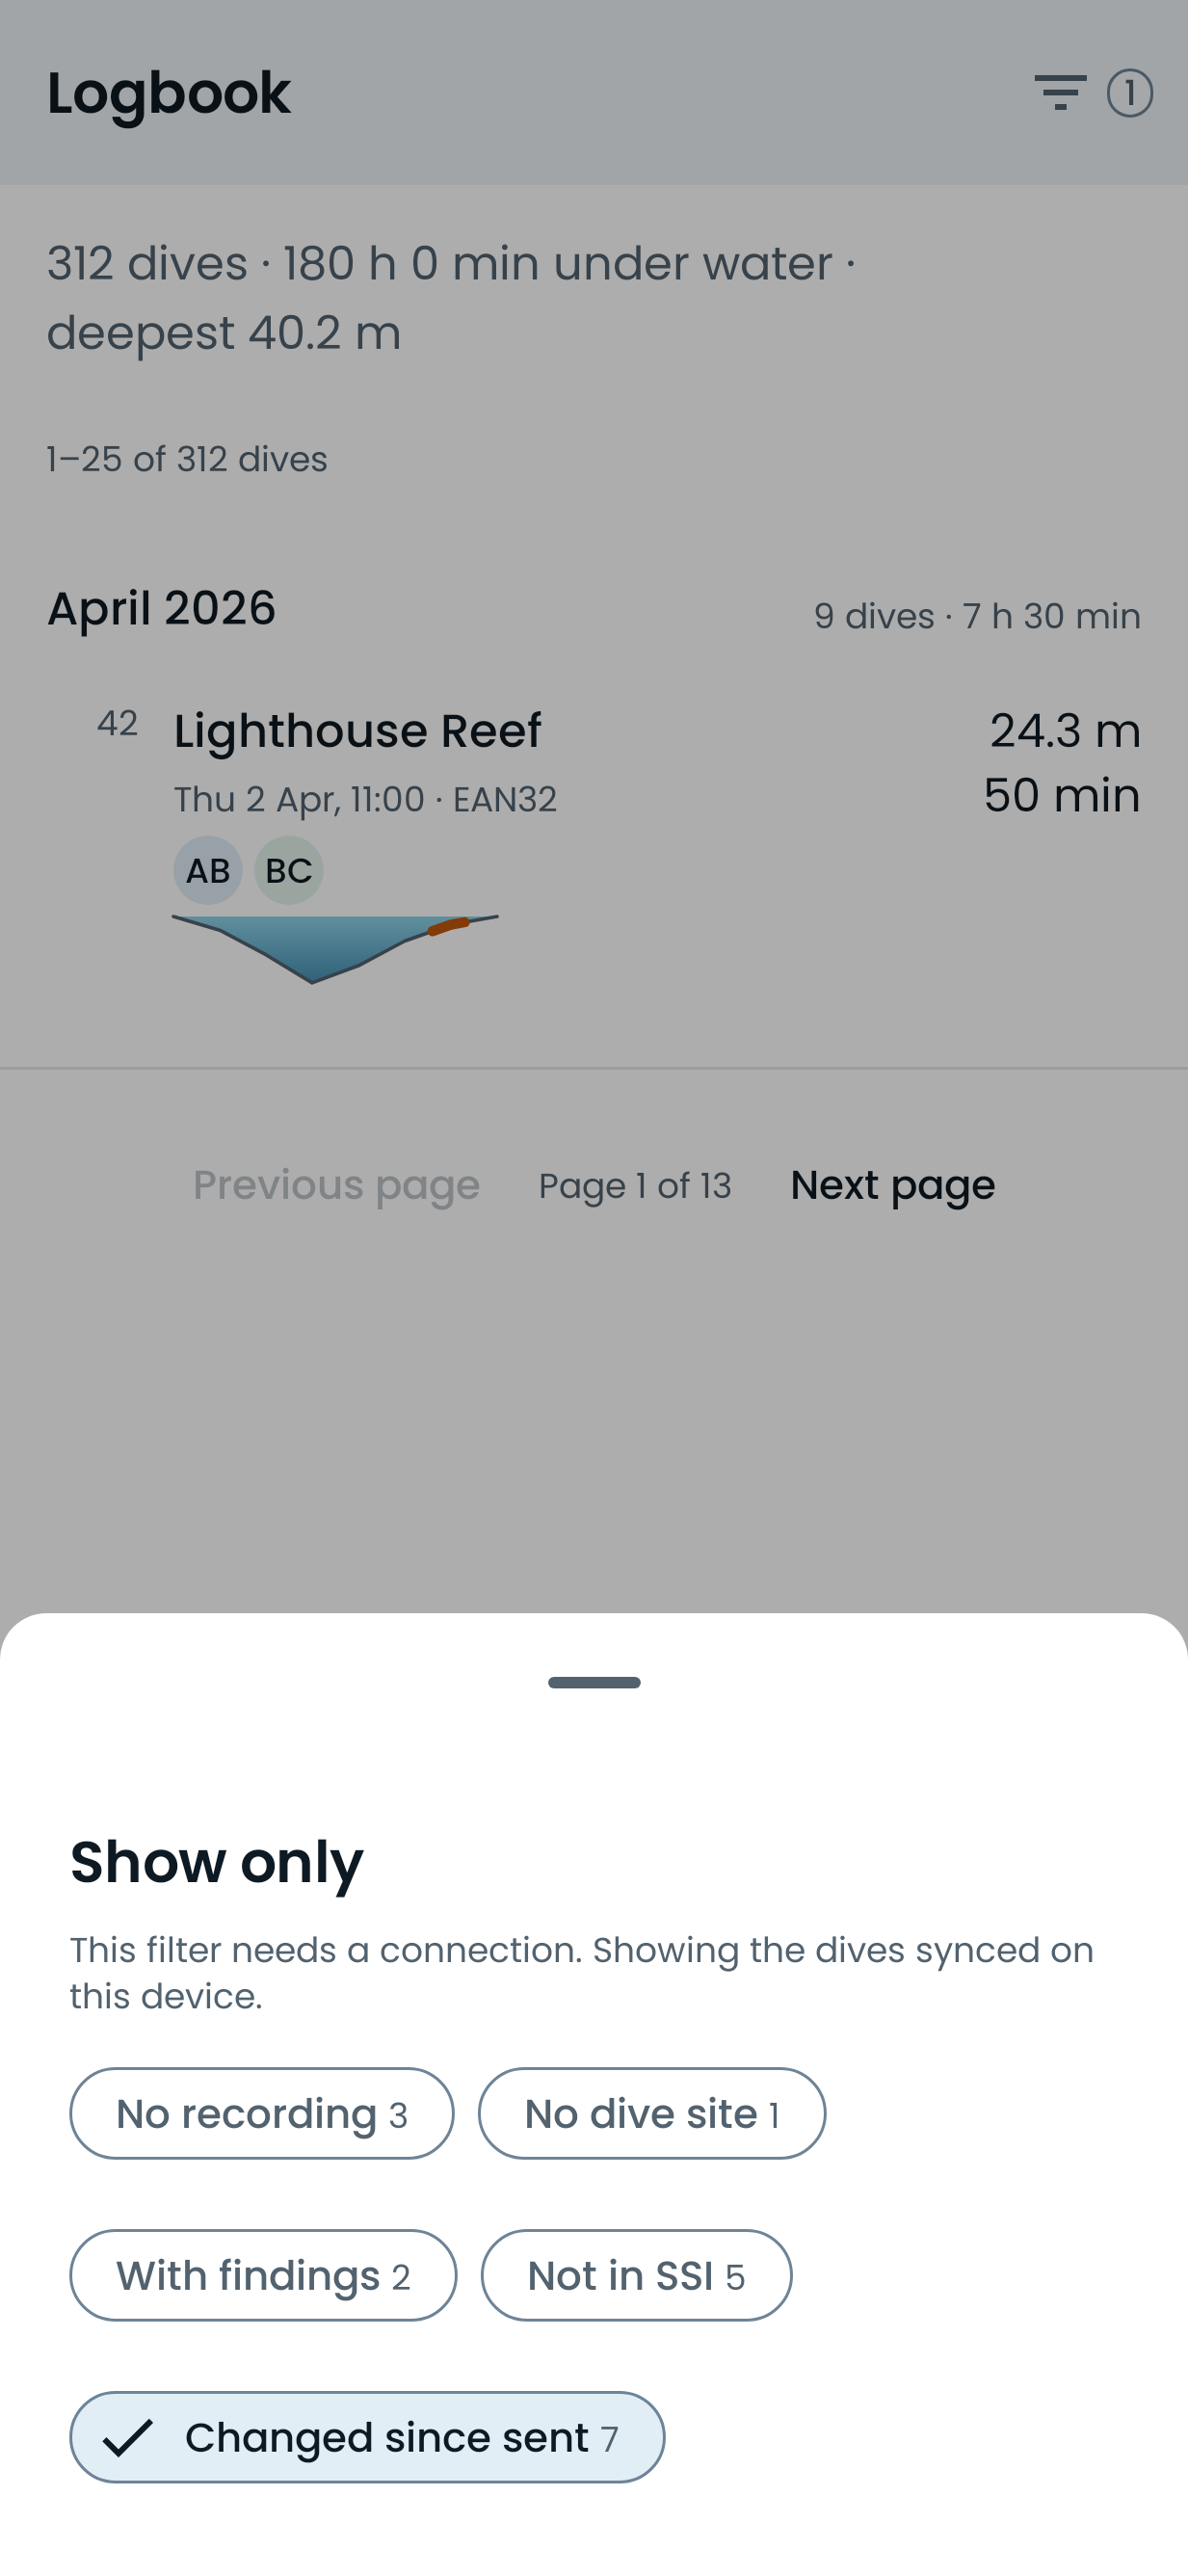 Logbook
1
312 dives · 180 h 0 min under water ·
deepest 40.2 m
1–25 of 312 dives
April 2026
9 dives · 7 h 30 min
42
Lighthouse Reef
24.3 m
Thu 2 Apr, 11:00 · EAN32
50 min
AB BC
Previous page
Page 1 of 13
Next page
Show only
This filter needs a connection. Showing the dives synced on
this device.
No recording 3
No dive site 1
With findings 2
Not in SSI 5
Changed since sent 7